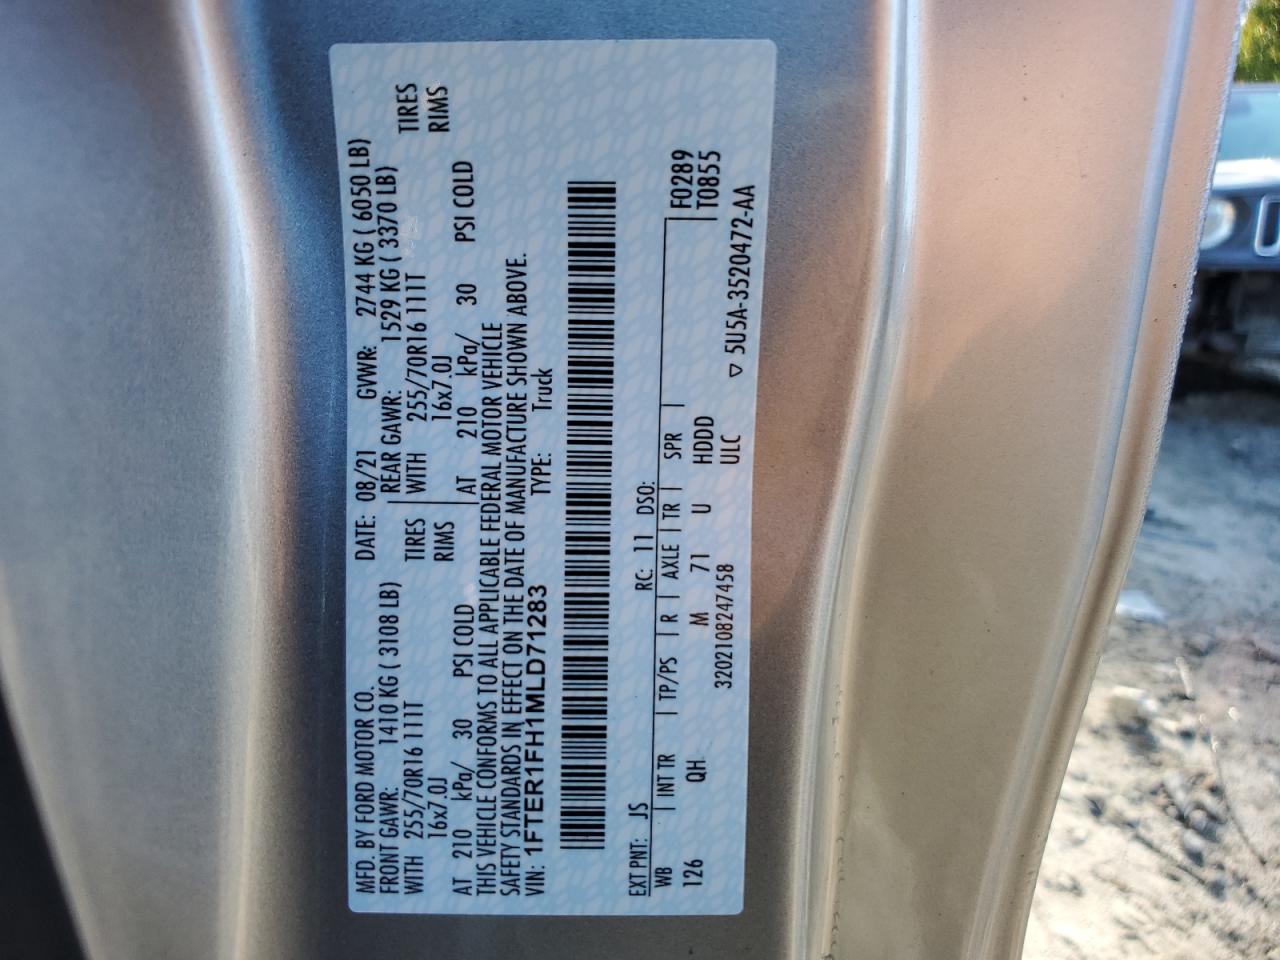 MFD. BY FORD MOTOR CO. DATE: 08/21 GVWR: 2744 KG ( 6050 LB)
FRONT GAWR: 1410 KG ( 3108 LB) REAR GAWR: 1529 KG ( 3370 LB)
WITH 255/70R16 111T TIRES WITH 255/70R16 111T TIRES
16x7.0J RIMS 16x7.0J RIMS
AT 210 kPa/ 30 PSI COLD AT 210 kPa/ 30 PSI COLD
THIS VEHICLE CONFORMS TO ALL APPLICABLE FEDERAL MOTOR VEHICLE
SAFETY STANDARDS IN EFFECT ON THE DATE OF MANUFACTURE SHOWN ABOVE.
VIN: 1FTER1FH1MLD71283 TYPE: Truck
EXT PNT: JS RC: 11 DSO:
WB | INT TR | TP/PS | R | AXLE | TR | SPR | F0289
126 QH M 71 U HDDD T0855
3202108247458 ULC ▽ 5U5A-3520472-AA